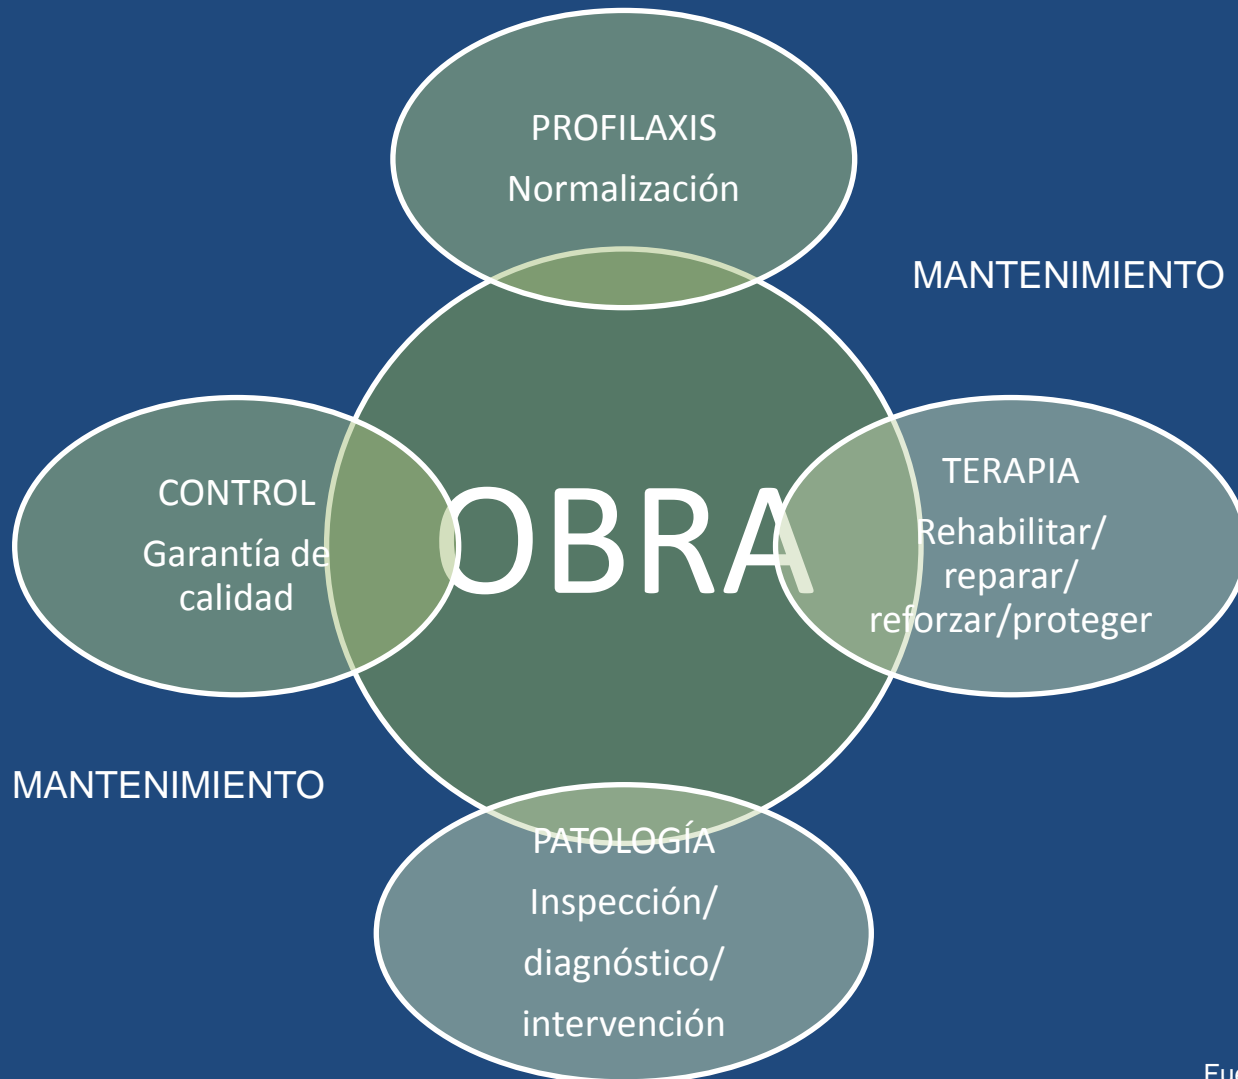 PROFILAXIS
Normalización
MANTENIMIENTO
CONTROL
Garantía de
calidad
OBRA
TERAPIA
Rehabilitar/
reparar/
reforzar/proteger
MANTENIMIENTO
PATOLOGÍA
Inspección/
diagnóstico/
intervención